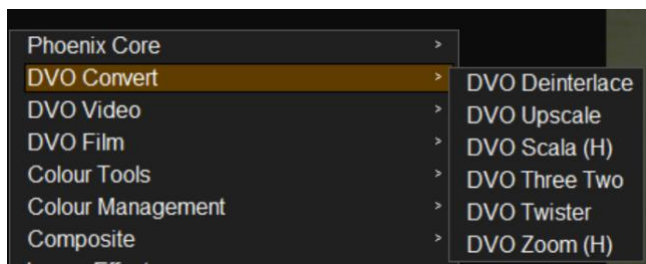 Phoenix Core >
DVO Convert >
DVO Video >
DVO Film >
Colour Tools >
Colour Management >
Composite >
DVO Deinterlace
DVO Upscale
DVO Scala (H)
DVO Three Two
DVO Twister
DVO Zoom (H)